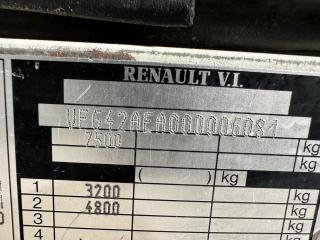 RENAULT V.I.
VF642AEA000006081
7500 kg
kg
( ) kg
1 3200 kg
2 4800 kg
3 kg
4